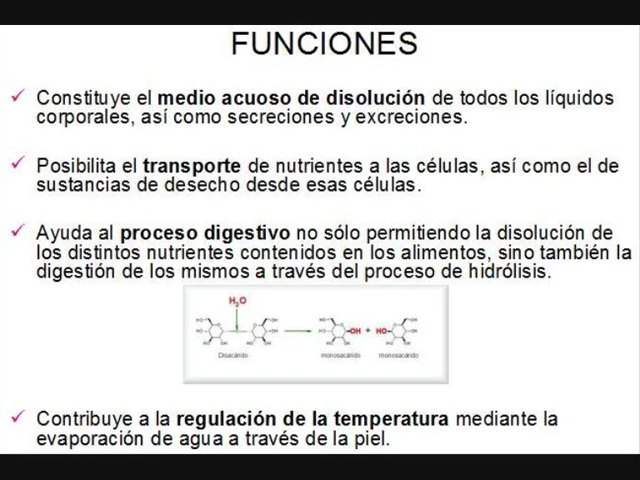 FUNCIONES
Constituye el medio acuoso de disolución de todos los líquidos
corporales, así como secreciones y excreciones.
Posibilita el transporte de nutrientes a las células, así como el de
sustancias de desecho desde esas células.
Ayuda al proceso digestivo no sólo permitiendo la disolución de
los distintos nutrientes contenidos en los alimentos, sino también la
digestión de los mismos a través del proceso de hidrólisis.
H₂O
OH + HO
Disacárido monosacárido monosacárido
Contribuye a la regulación de la temperatura mediante la
evaporación de agua a través de la piel.